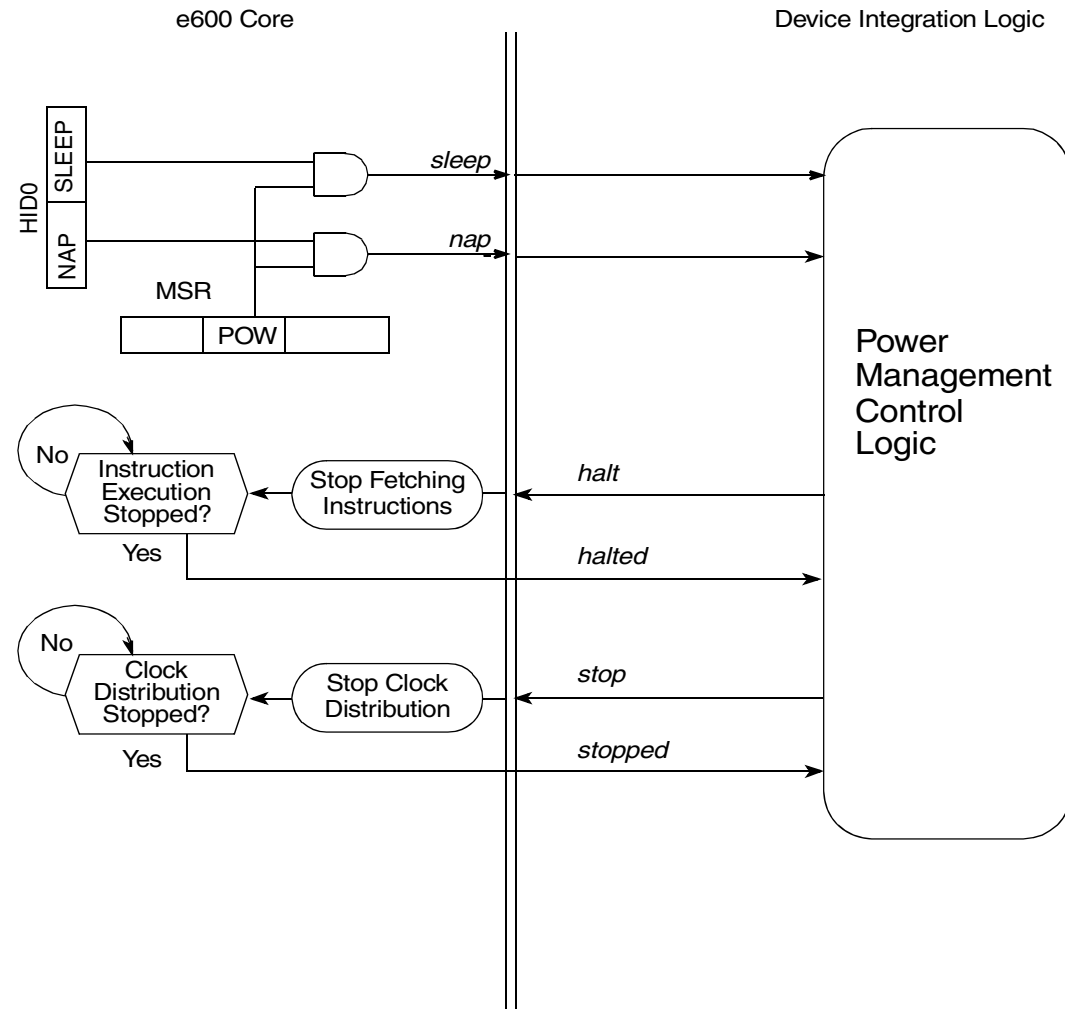 e600 Core
Device Integration Logic
HID0
SLEEP
NAP
sleep
nap
MSR
POW
Power
Management
Control
Logic
No
Instruction
Execution
Stopped?
Yes
Stop Fetching
Instructions
halt
halted
No
Clock
Distribution
Stopped?
Yes
Stop Clock
Distribution
stop
stopped